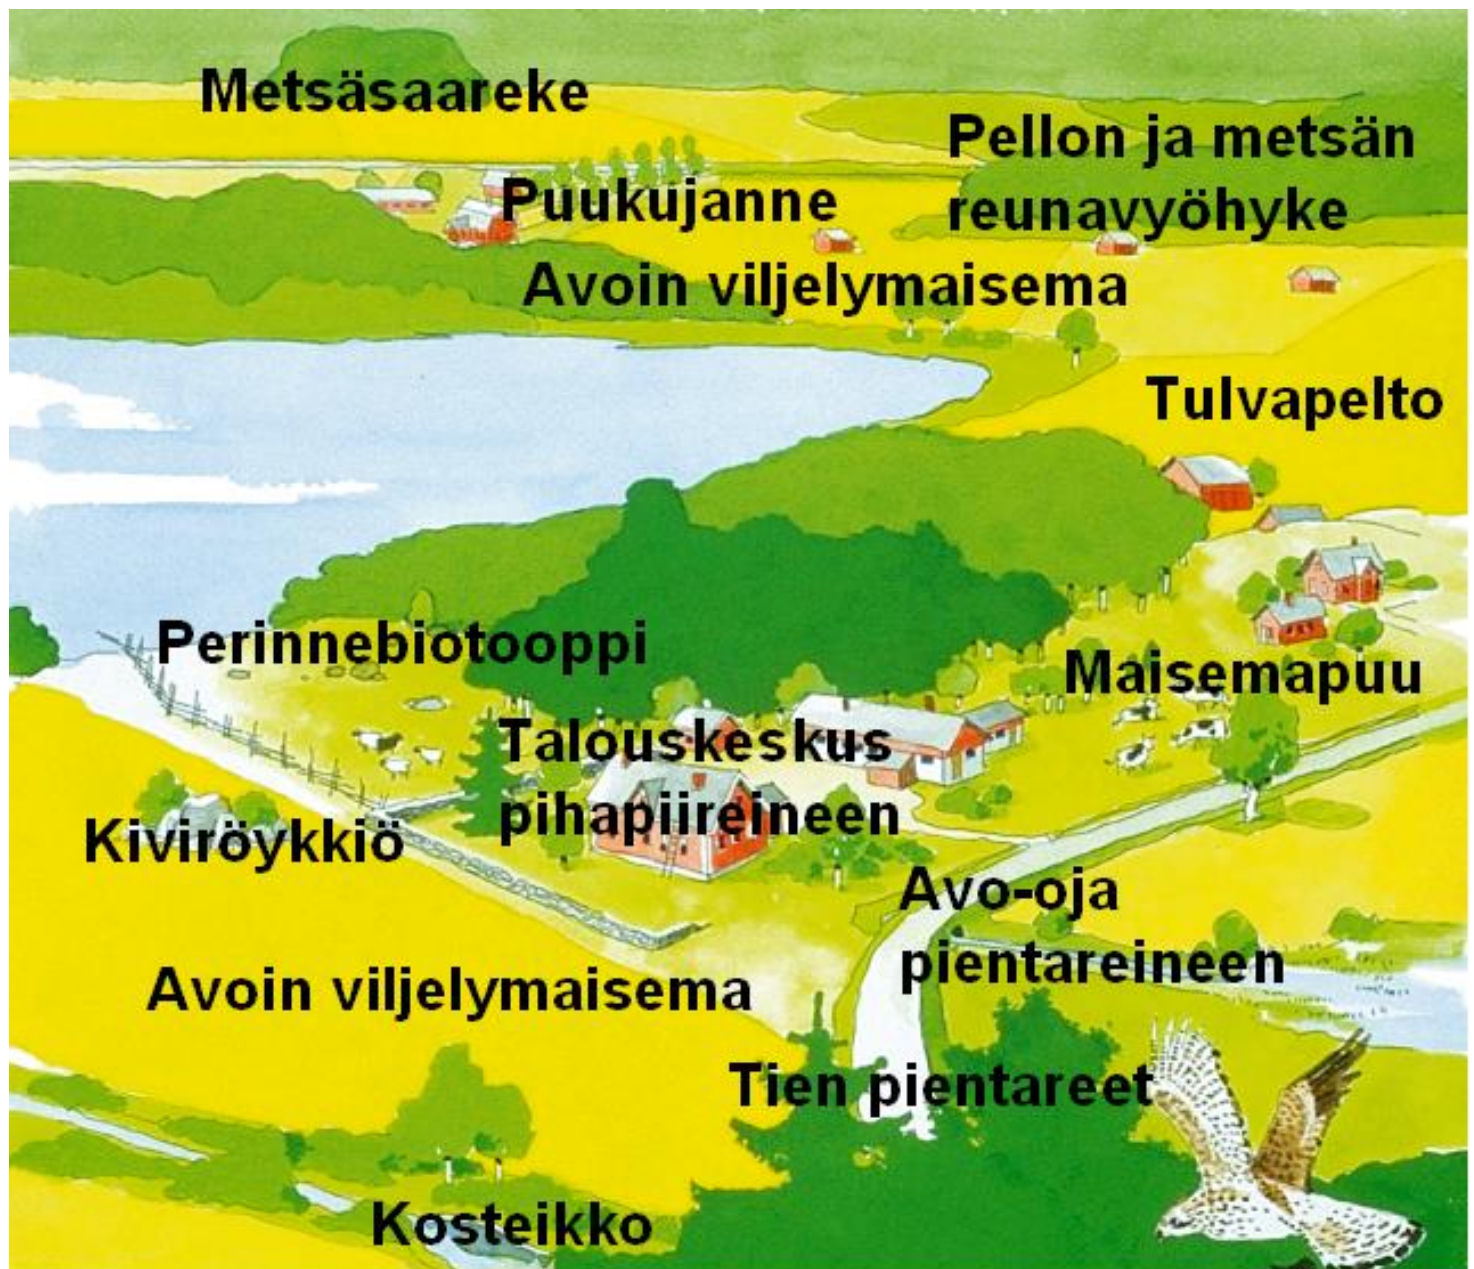 Metsäsaareke
Pellon ja metsän
reunavyöhyke
Puukujanne
Avoin viljelymaisema
Tulvapelto
Perinnebiotooppi
Maisemapuu
Talouskeskus
pihapiireineen
Kiviröykkiö
Avo-oja
pientareineen
Avoin viljelymaisema
Tien pientareet
Kosteikko